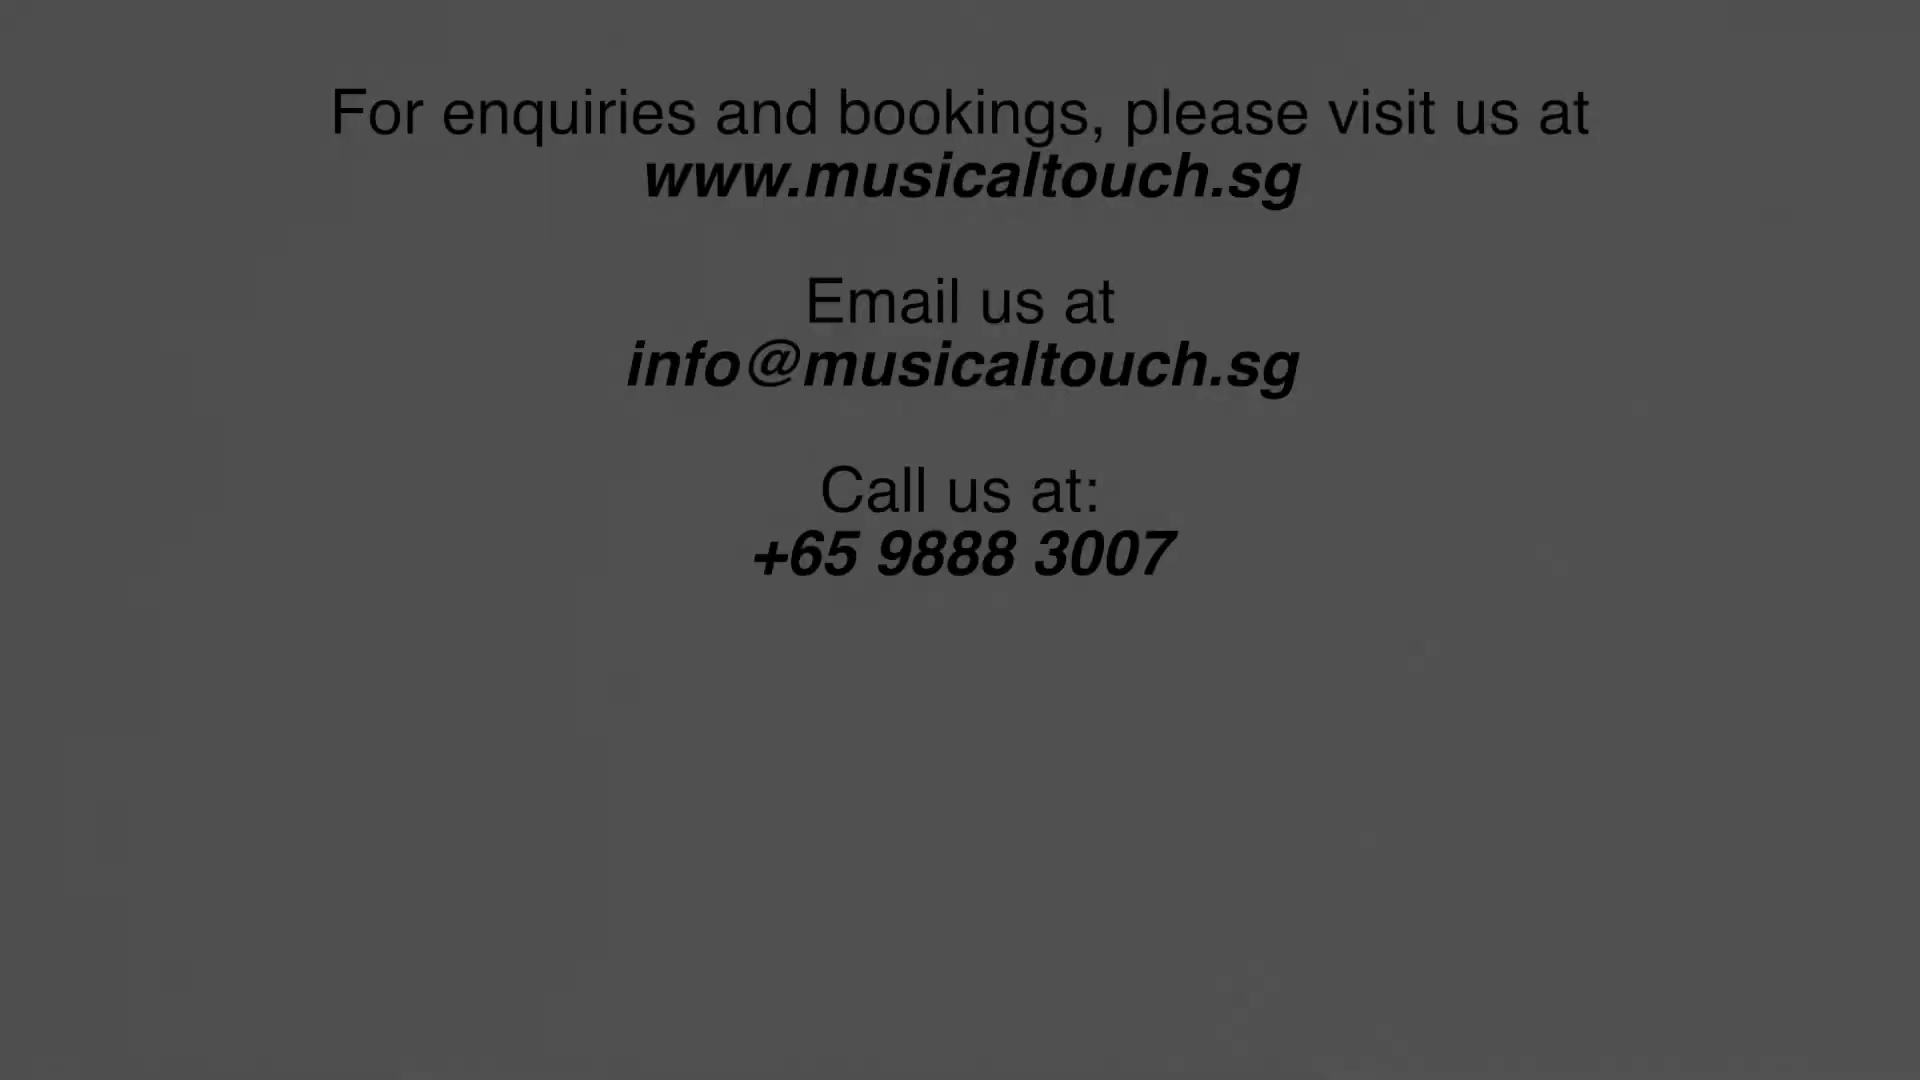 For enquiries and bookings, please visit us at
www.musicaltouch.sg
Email us at
info@musicaltouch.sg
Call us at:
+65 9888 3007